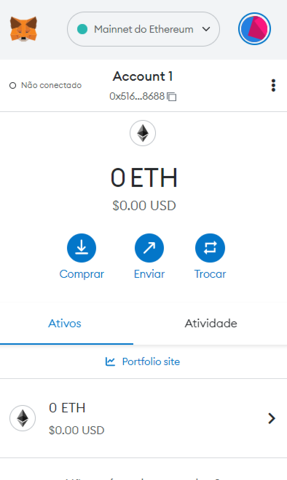 Mainnet do Ethereum
Não conectado
Account 1
0x516...8688
0 ETH
$0.00 USD
Comprar
Enviar
Trocar
Ativos
Atividade
Portfolio site
0 ETH
$0.00 USD